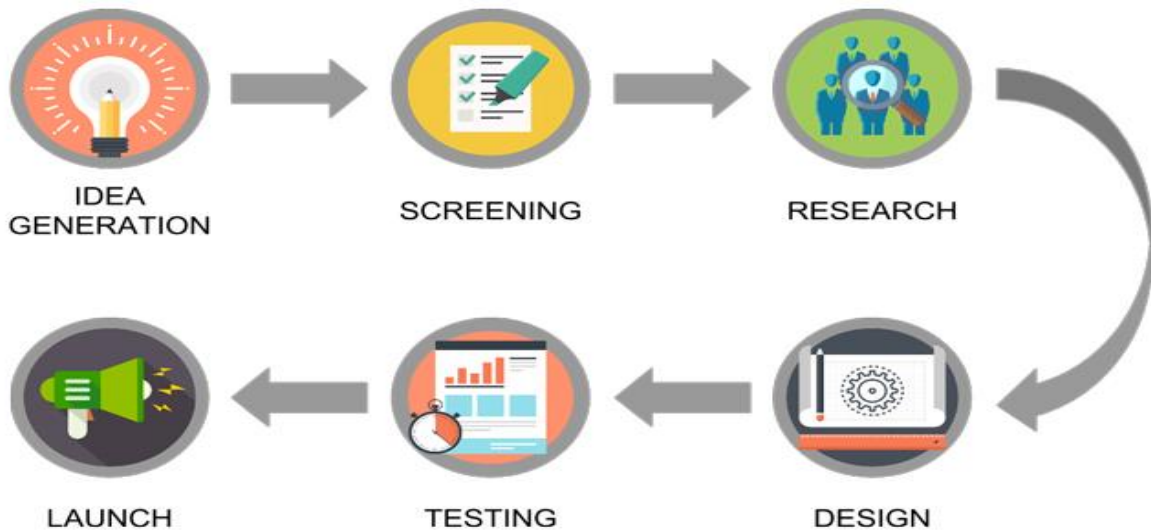 IDEA
GENERATION
SCREENING
RESEARCH
DESIGN
TESTING
LAUNCH